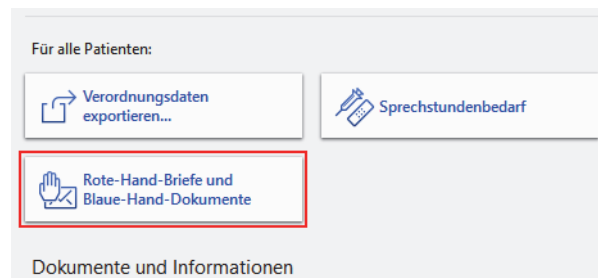 Für alle Patienten:
Verordnungsdaten
exportieren...
Sprechstundenbedarf
Rote-Hand-Briefe und
Blaue-Hand-Dokumente
Dokumente und Informationen